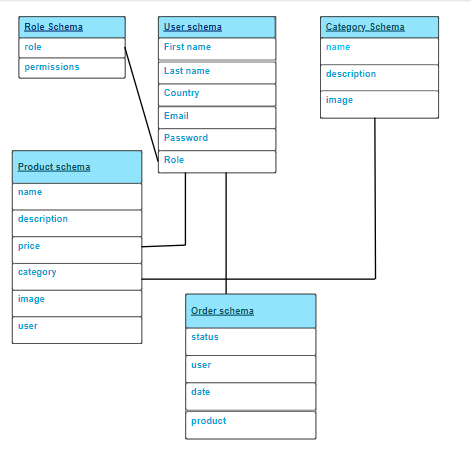 Role Schema
role
permissions
User schema
First name
Last name
Country
Email
Password
Role
Category Schema
name
description
image
Product schema
name
description
price
category
image
user
Order schema
status
user
date
product